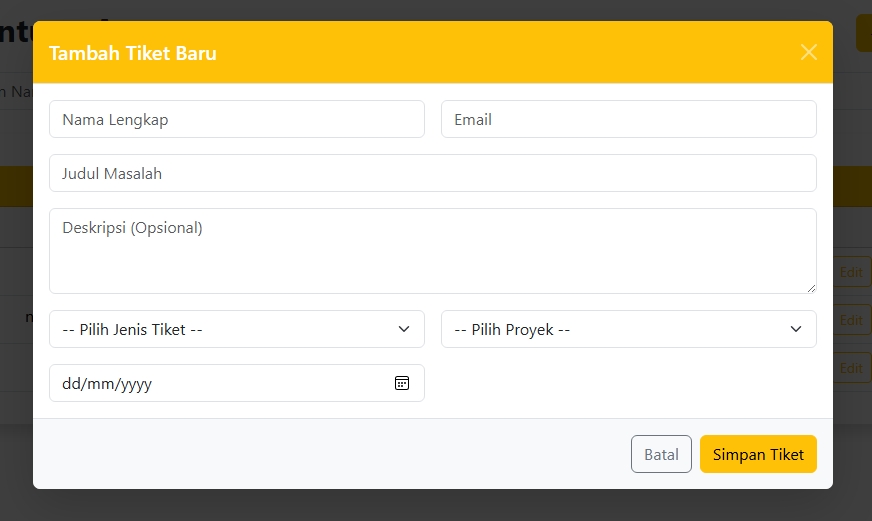 Tambah Tiket Baru
Nama Lengkap
Email
Judul Masalah
Deskripsi (Opsional)
-- Pilih Jenis Tiket --
-- Pilih Proyek --
dd/mm/yyyy
Edit
Edit
Edit
Batal
Simpan Tiket